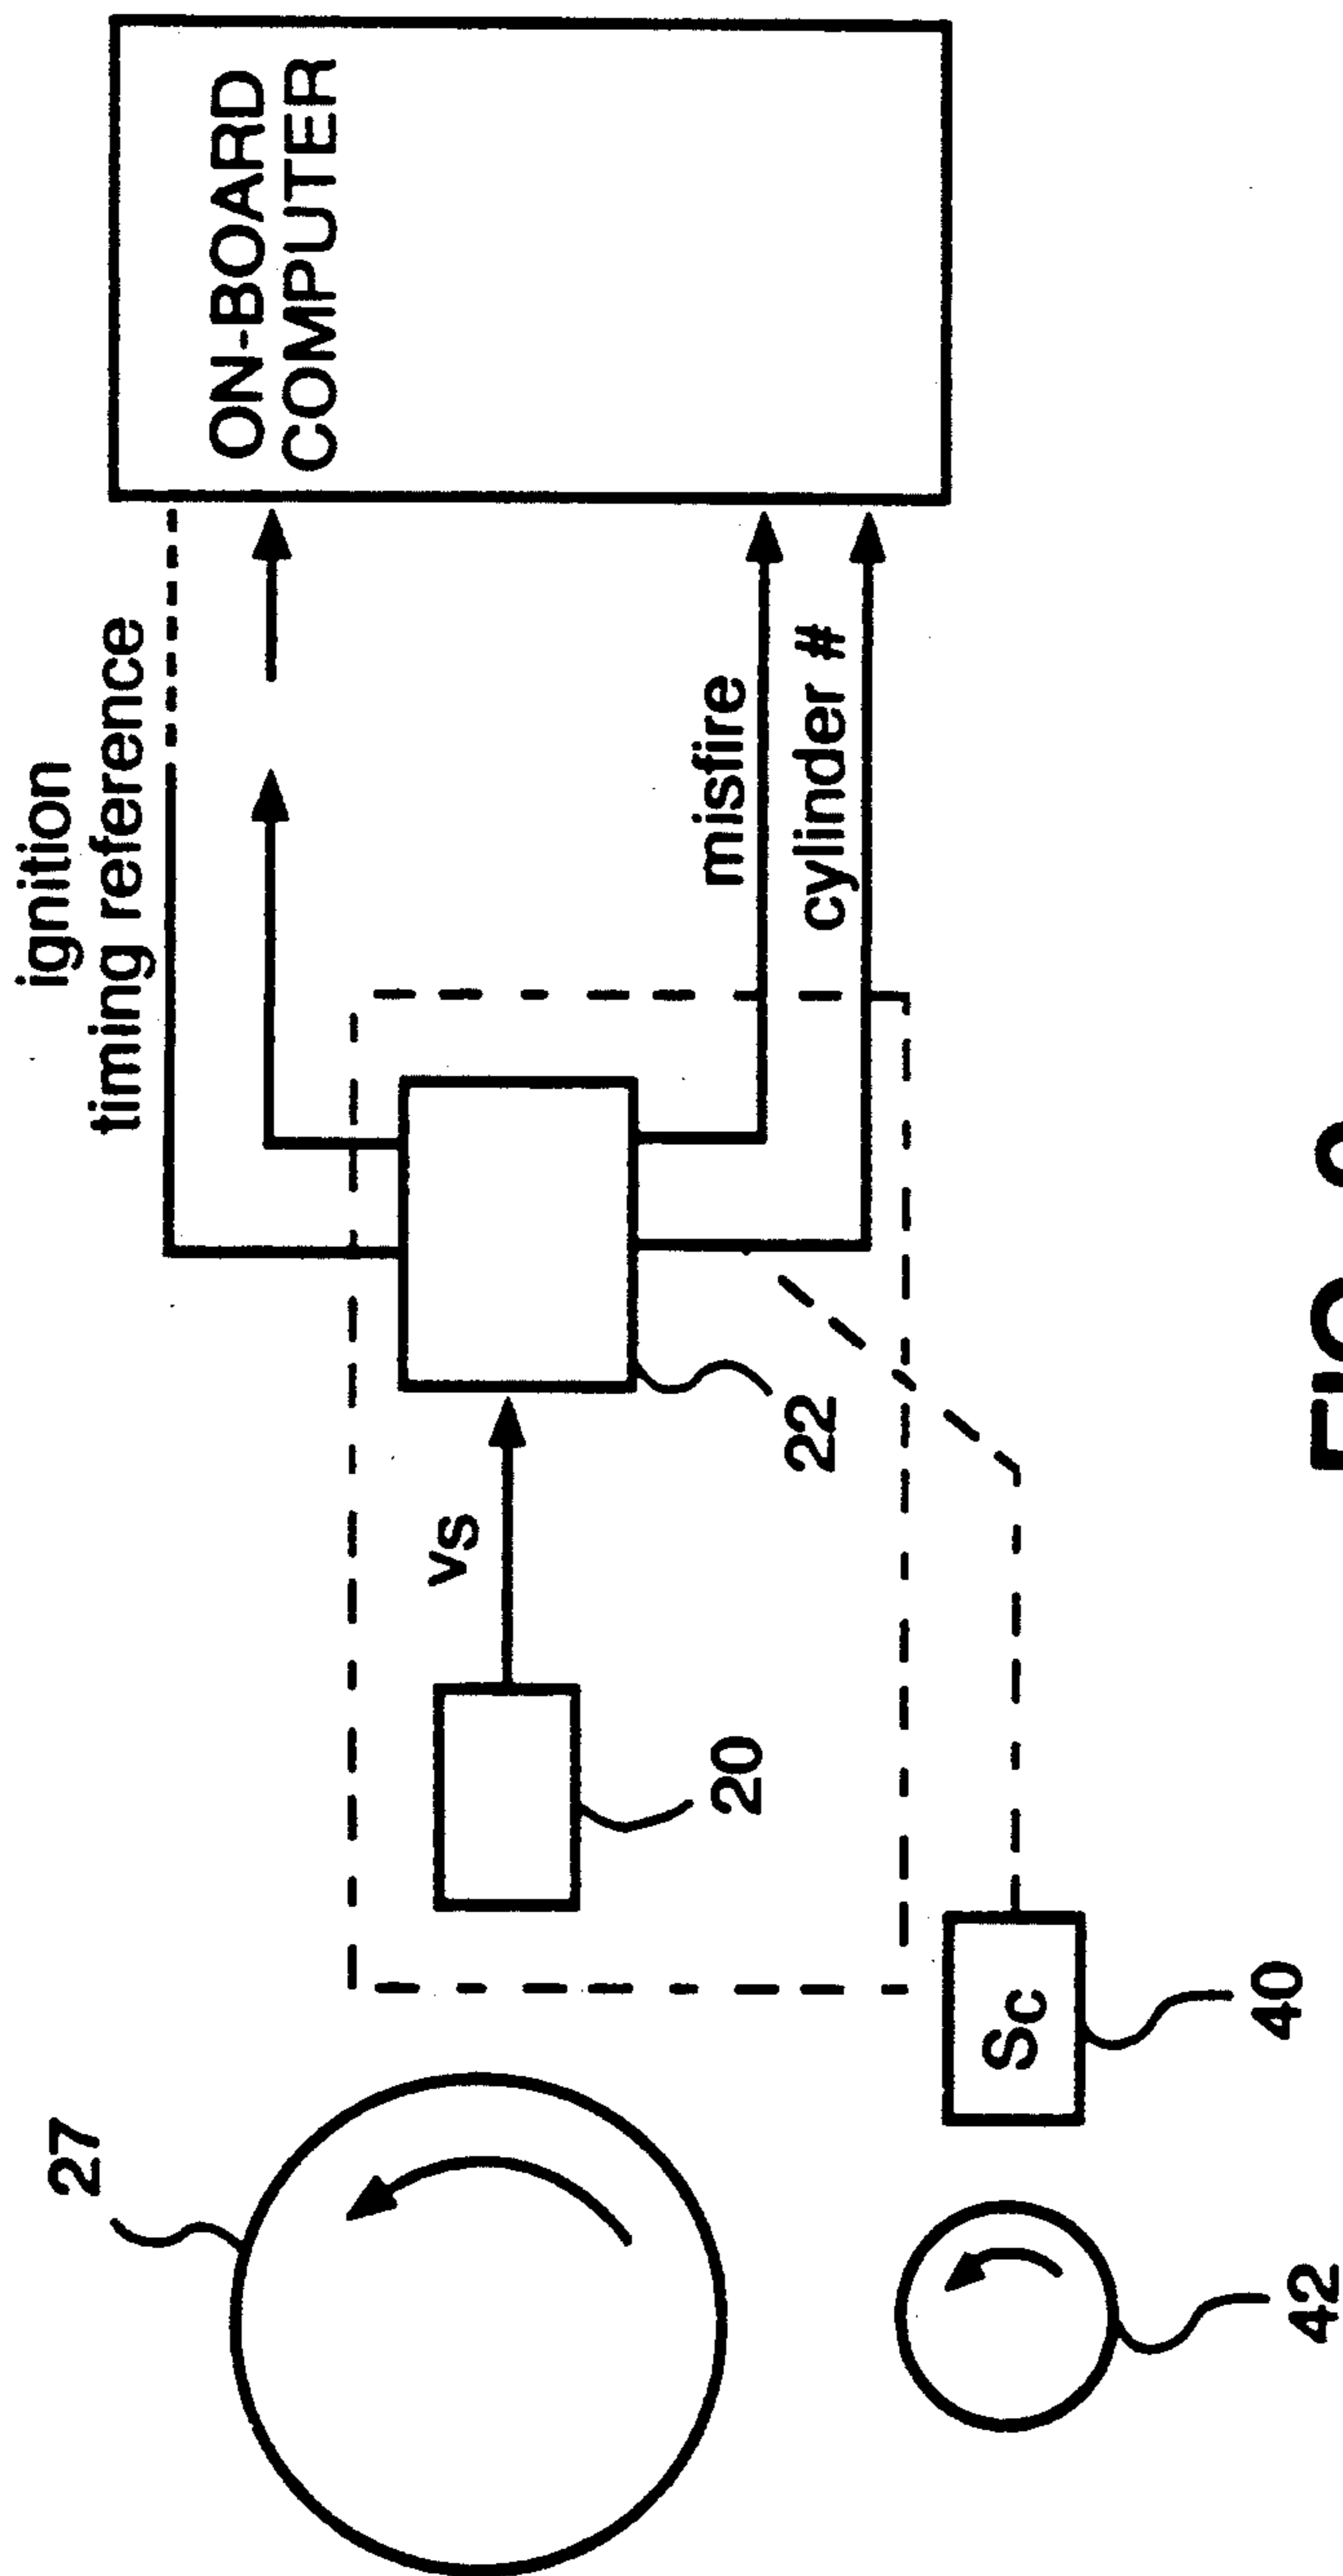 ON-BOARD
COMPUTER
ignition
timing reference
misfire
cylinder #
vS
22
20
27
SC
40
42